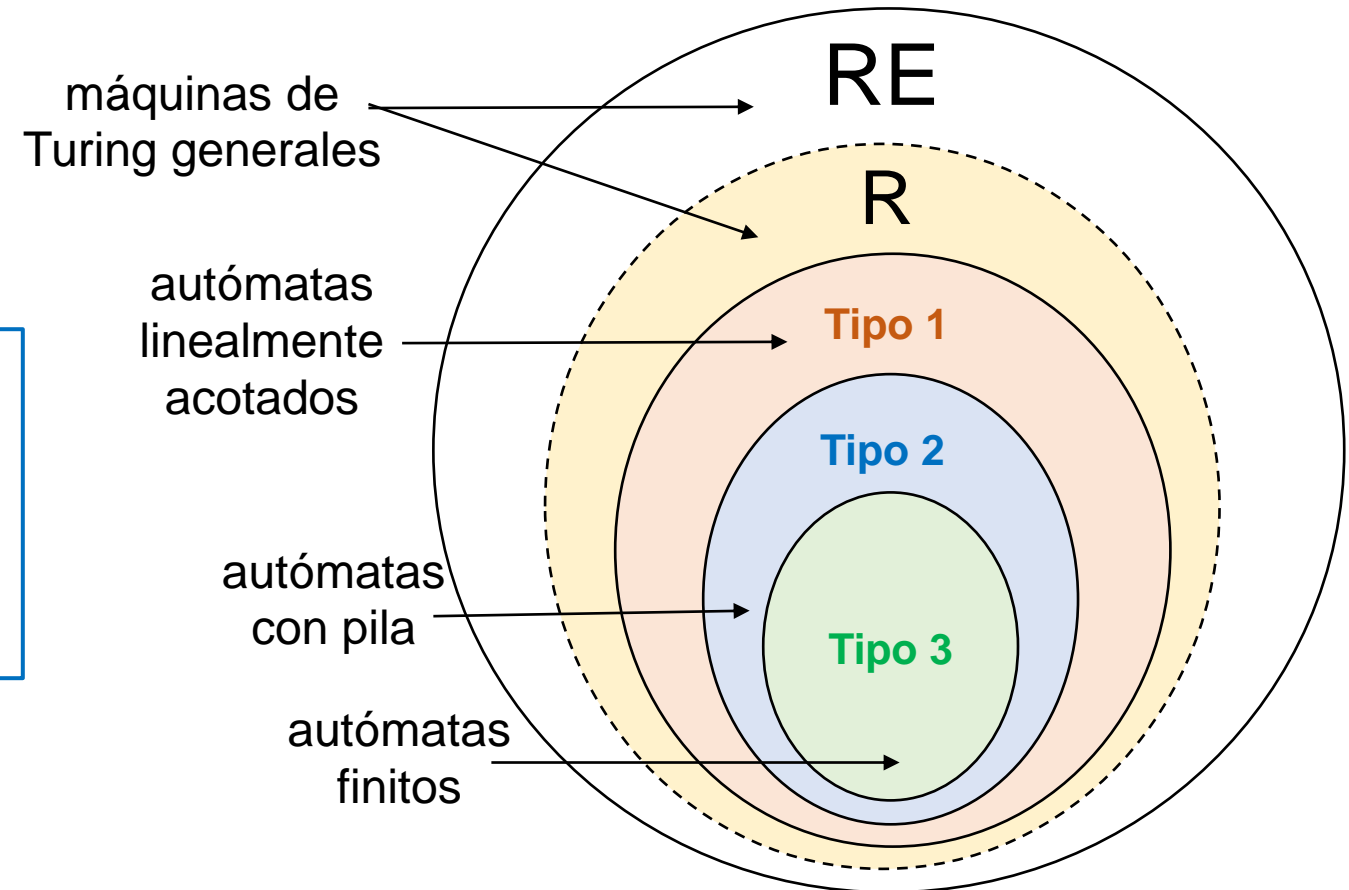 RE
máquinas de
Turing generales
R
autómatas
linealmente
acotados
Tipo 1
Tipo 2
autómatas
con pila
Tipo 3
autómatas
finitos